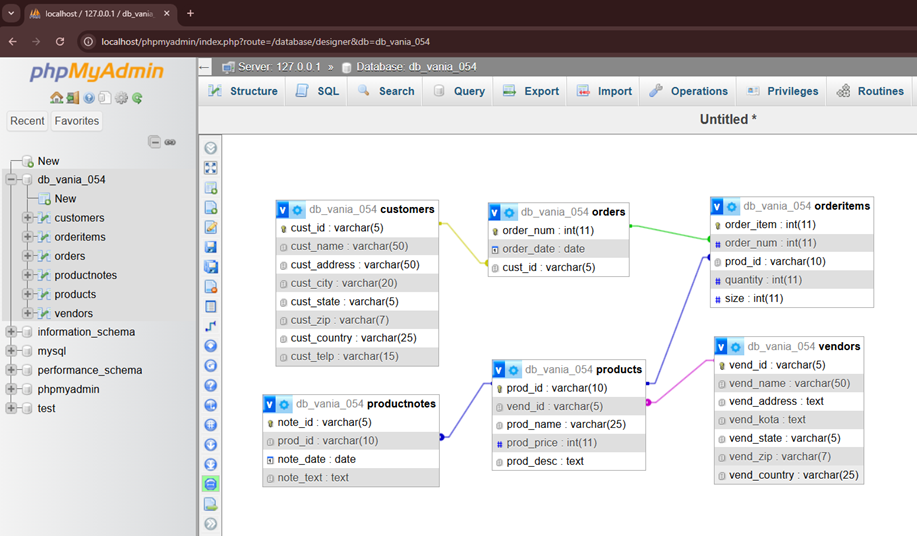 localhost / 127.0.0.1 / db_vania_
localhost/phpmyadmin/index.php?route=/database/designer&db=db_vania_054
phpMyAdmin
Recent Favorites
New
db_vania_054
New
customers
orderitems
orders
productnotes
products
vendors
information_schema
mysql
performance_schema
phpmyadmin
test
Server: 127.0.0.1 » Database: db_vania_054
Structure SQL Search Query Export Import Operations Privileges Routines
Untitled *
v db_vania_054 customers
cust_id : varchar(5)
cust_name : varchar(50)
cust_address : varchar(50)
cust_city : varchar(20)
cust_state : varchar(5)
cust_zip : varchar(7)
cust_country : varchar(25)
cust_telp : varchar(15)
v db_vania_054 orders
order_num : int(11)
order_date : date
cust_id : varchar(5)
v db_vania_054 orderitems
order_item : int(11)
order_num : int(11)
prod_id : varchar(10)
quantity : int(11)
size : int(11)
v db_vania_054 productnotes
note_id : varchar(5)
prod_id : varchar(10)
note_date : date
note_text : text
v db_vania_054 products
prod_id : varchar(10)
vend_id : varchar(5)
prod_name : varchar(25)
prod_price : int(11)
prod_desc : text
v db_vania_054 vendors
vend_id : varchar(5)
vend_name : varchar(50)
vend_address : text
vend_kota : text
vend_state : varchar(5)
vend_zip : varchar(7)
vend_country : varchar(25)